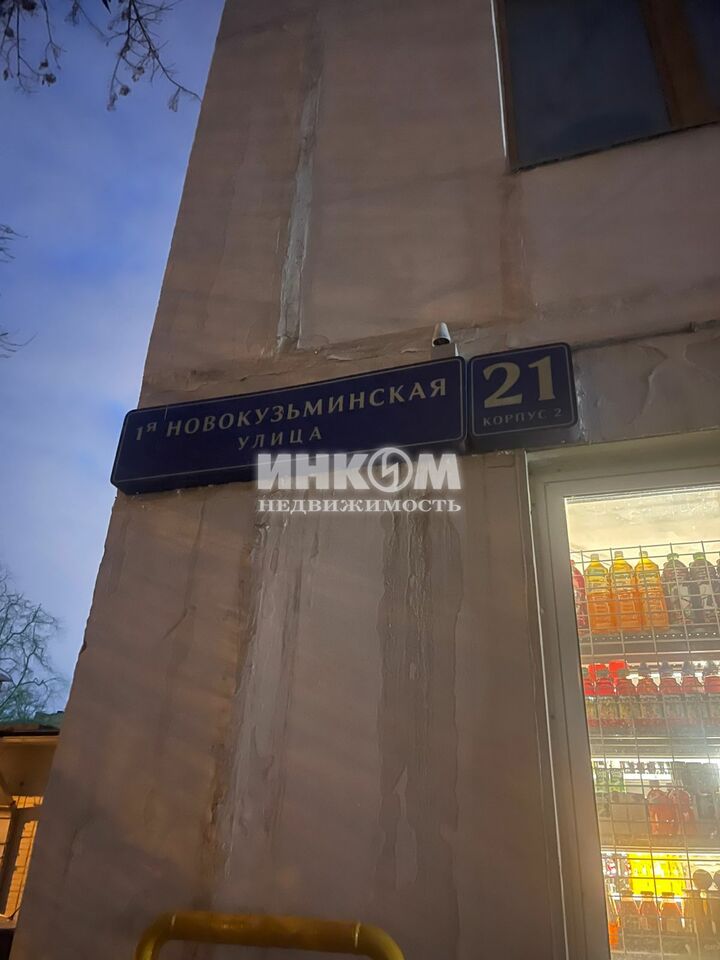 1я НОВОКУЗЬМИНСКАЯ
УЛИЦА
21
КОРПУС 2
ИНКОМ
НЕДВИЖИМОСТЬ